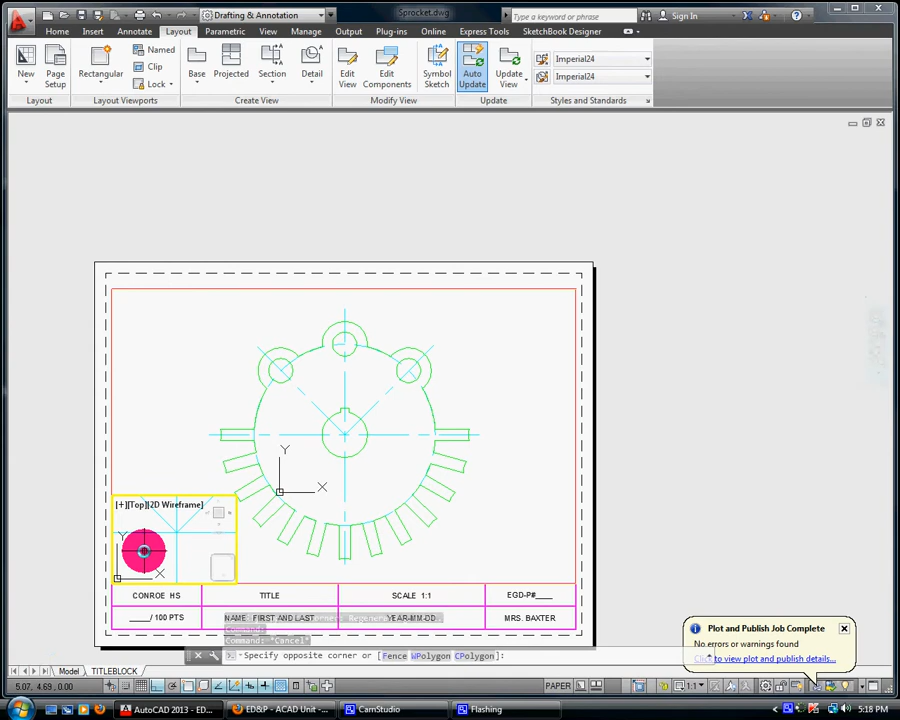 Drafting & Annotation
Sprocket.dwg
Type a keyword or phrase
Sign In
Home Insert Annotate Layout Parametric View Manage Output Plug-ins Online Express Tools SketchBook Designer
New
Page Setup
Rectangular
Named
Clip
Lock
Base
Projected
Section
Detail
Edit View
Edit Components
Symbol Sketch
Auto Update
Update View
Imperial24
Imperial24
Layout Layout Viewports Create View Modify View Update Styles and Standards
Y
X
[+][Top][2D Wireframe]
Y
X
CONROE HS TITLE SCALE 1:1 EGD-P#____
____/ 100 PTS NAME: FIRST AND LAST YEAR-MM-DD MRS. BAXTER
Command:
Command: *Cancel*
Specify opposite corner or [Fence WPolygon CPolygon]:
Plot and Publish Job Complete
No errors or warnings found
Click to view plot and publish details...
Model TITLEBLOCK
5.07, 4.69, 0.00
PAPER
1:1
AutoCAD 2013 - ED...
ED&P - ACAD Unit -...
CamStudio
Flashing
5:18 PM